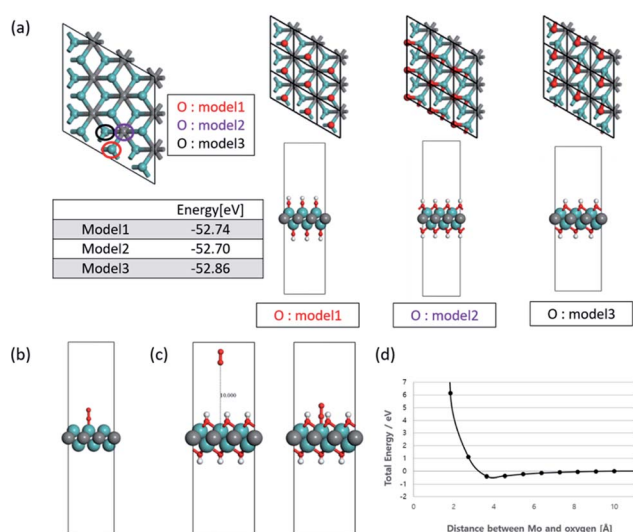 (a)
O : model1
O : model2
O : model3
Energy[eV]
Model1 -52.74
Model2 -52.70
Model3 -52.86
O : model1
O : model2
O : model3
(b)
(c)
10.000
(d)
Total Energy / eV
7
6
5
4
3
2
1
0
-1
-2
0 2 4 6 8 10
Distance between Mo and oxygen [Å]